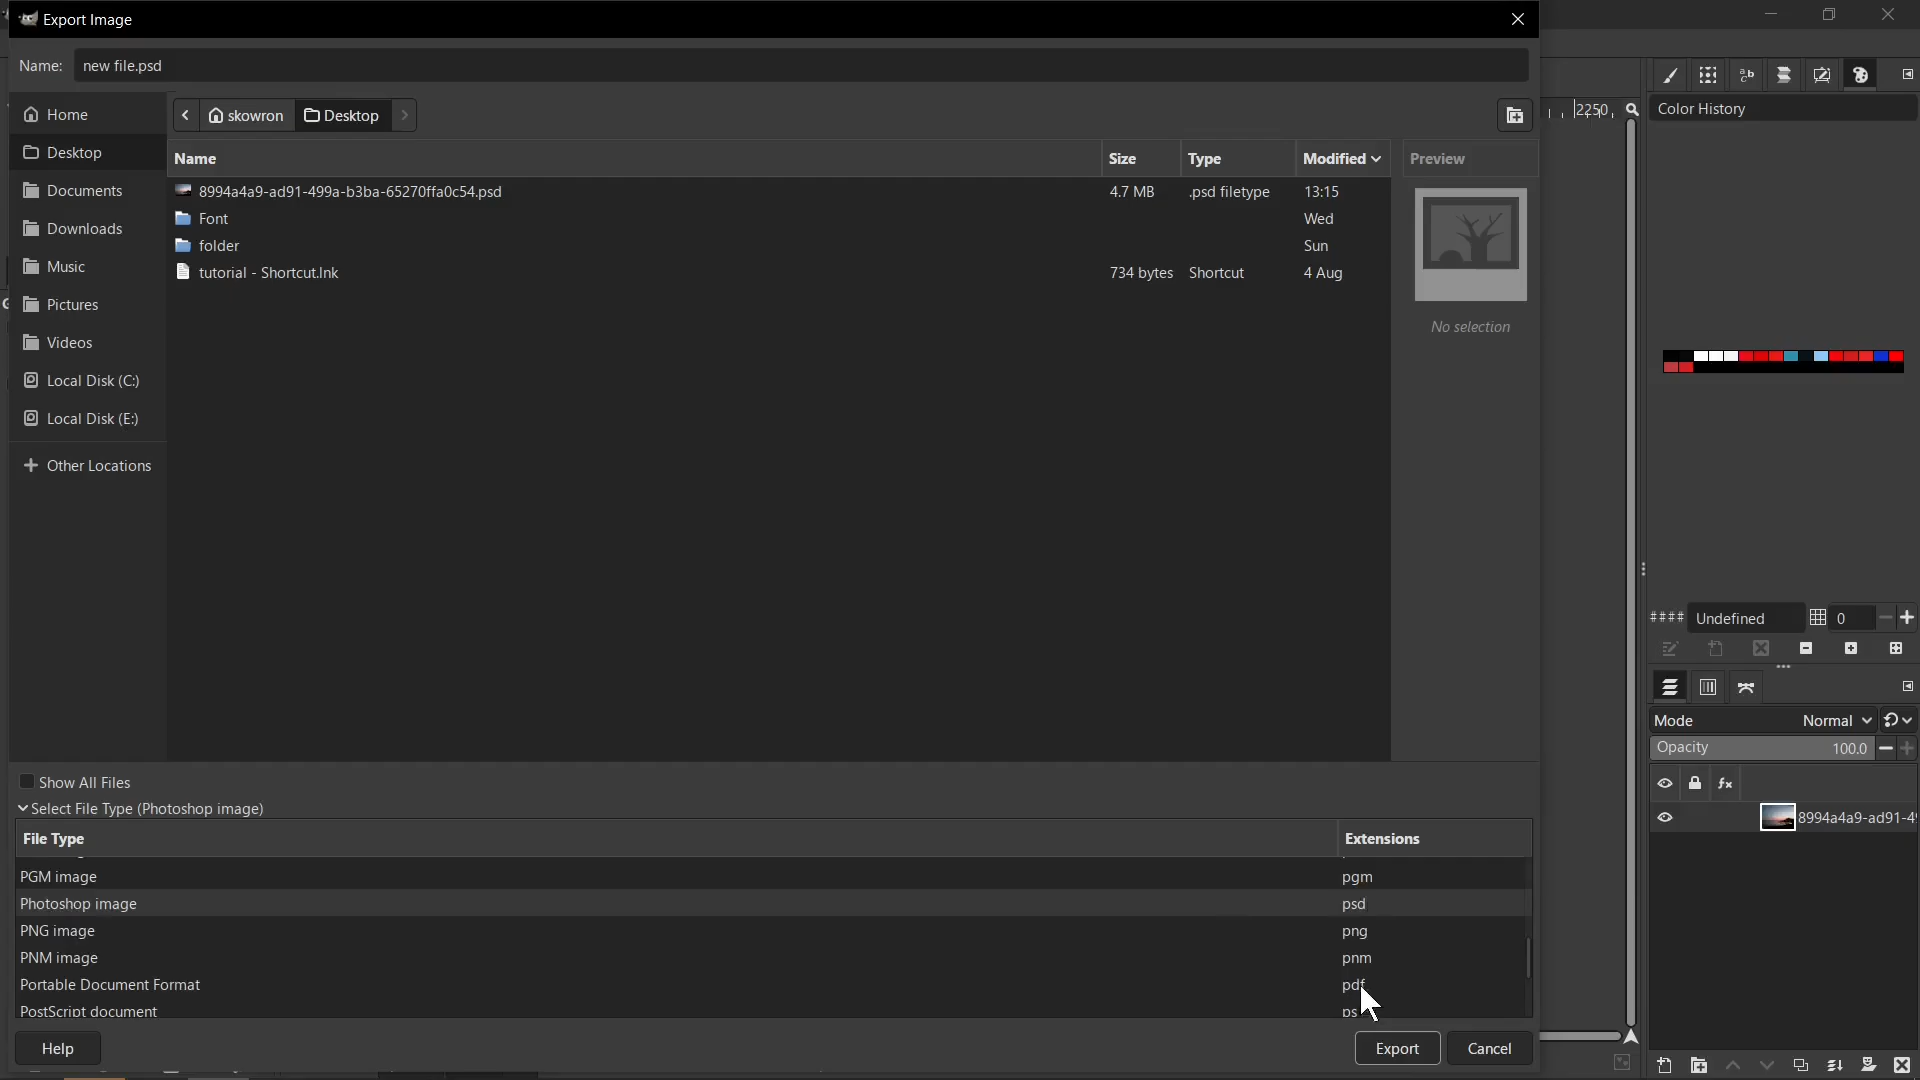 Export Image
Name: new file.psd
Home
Desktop
Documents
Downloads
Music
Pictures
Videos
Local Disk (C:)
Local Disk (E:)
Other Locations
skowron Desktop
Name Size Type Modified Preview
8994a4a9-ad91-499a-b3ba-65270ffa0c54.psd 4.7 MB .psd filetype 13:15
Font Wed
folder Sun
tutorial - Shortcut.lnk 734 bytes Shortcut 4 Aug
No selection
Show All Files
Select File Type (Photoshop image)
File Type Extensions
PGM image pgm
Photoshop image psd
PNG image png
PNM image pnm
Portable Document Format pdf
PostScript document ps
Help Export Cancel
2250
Color History
#### Undefined 0
Mode Normal
Opacity 100.0
fx
8994a4a9-ad91-4